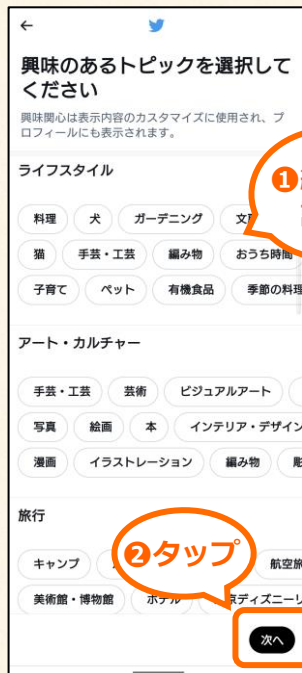 興味のあるトピックを選択して
ください
興味関心は表示内容のカスタマイズに使用され、プ
ロフィールにも表示されます。
ライフスタイル
❶
料理 犬 ガーデニング
猫 手芸・工芸 編み物 おうち時間
子育て ペット 有機食品 季節の料理
アート・カルチャー
手芸・工芸 芸術 ビジュアルアート
写真 絵画 本 インテリア・デザイン
漫画 イラストレーション 編み物
旅行
❷タップ
キャンプ 航空旅
美術館・博物館 ホテル 京ディズニーリ
次へ